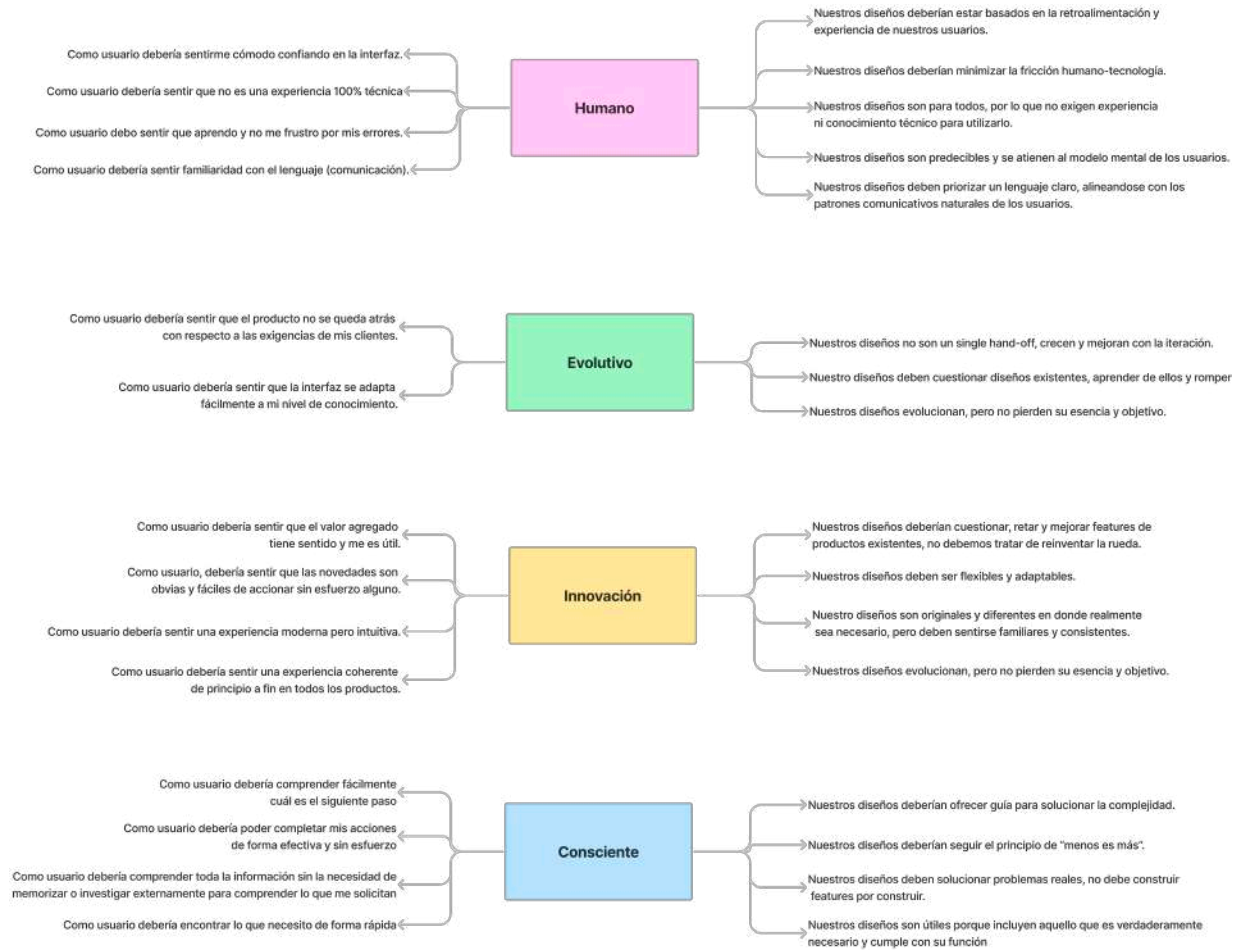 Como usuario debería sentirme cómodo confiando en la interfaz.
Como usuario debería sentir que no es una experiencia 100% técnica
Como usuario debo sentir que aprendo y no me frustro por mis errores.
Como usuario debería sentir familiaridad con el lenguaje (comunicación).
Humano
Nuestros diseños deberían estar basados en la retroalimentación y
experiencia de nuestros usuarios.
Nuestros diseños deberían minimizar la fricción humano-tecnología.
Nuestros diseños son para todos, por lo que no exigen experiencia
ni conocimiento técnico para utilizarlo.
Nuestros diseños son predecibles y se atienen al modelo mental de los usuarios.
Nuestros diseños deben priorizar un lenguaje claro, alineandose con los
patrones comunicativos naturales de los usuarios.
Como usuario debería sentir que el producto no se queda atrás
con respecto a las exigencias de mis clientes.
Como usuario debería sentir que la interfaz se adapta
fácilmente a mi nivel de conocimiento.
Evolutivo
Nuestros diseños no son un single hand-off, crecen y mejoran con la iteración.
Nuestro diseños deben cuestionar diseños existentes, aprender de ellos y romper
Nuestros diseños evolucionan, pero no pierden su esencia y objetivo.
Como usuario debería sentir que el valor agregado
tiene sentido y me es útil.
Como usuario, debería sentir que las novedades son
obvias y fáciles de accionar sin esfuerzo alguno.
Como usuario debería sentir una experiencia moderna pero intuitiva.
Como usuario debería sentir una experiencia coherente
de principio a fin en todos los productos.
Innovación
Nuestros diseños deberían cuestionar, retar y mejorar features de
productos existentes, no debemos tratar de reinventar la rueda.
Nuestros diseños deben ser flexibles y adaptables.
Nuestro diseños son originales y diferentes en donde realmente
sea necesario, pero deben sentirse familiares y consistentes.
Nuestros diseños evolucionan, pero no pierden su esencia y objetivo.
Como usuario debería comprender fácilmente
cuál es el siguiente paso
Como usuario debería poder completar mis acciones
de forma efectiva y sin esfuerzo
Como usuario debería comprender toda la información sin la necesidad de
memorizar o investigar externamente para comprender lo que me solicitan
Como usuario debería encontrar lo que necesito de forma rápida
Consciente
Nuestros diseños deberían ofrecer guía para solucionar la complejidad.
Nuestros diseños deberían seguir el principio de "menos es más".
Nuestros diseños deben solucionar problemas reales, no debe construir
features por construir.
Nuestros diseños son útiles porque incluyen aquello que es verdaderamente
necesario y cumple con su función